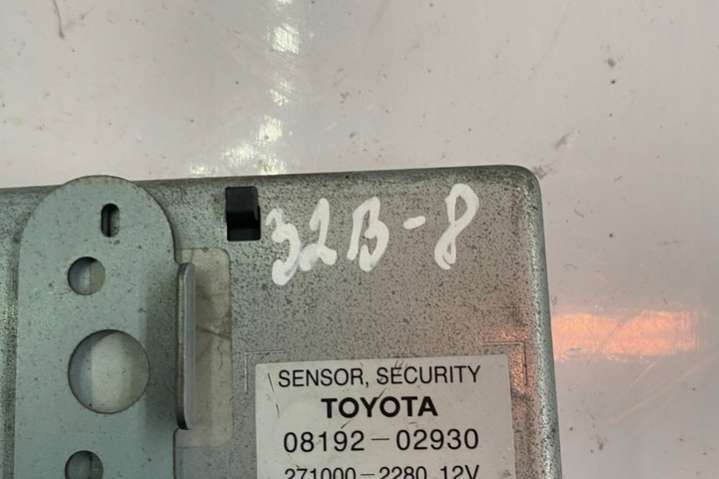 32B-8
SENSOR, SECURITY
TOYOTA
08192-02930
271000-2280 12V